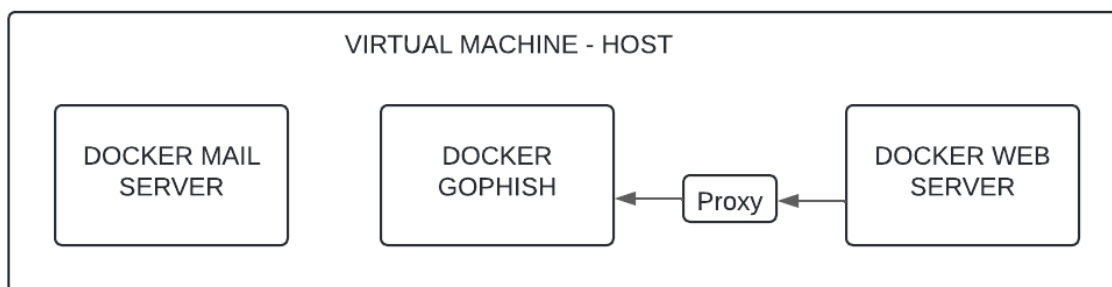 VIRTUAL MACHINE - HOST
DOCKER MAIL
SERVER
DOCKER
GOPHISH
Proxy
DOCKER WEB
SERVER